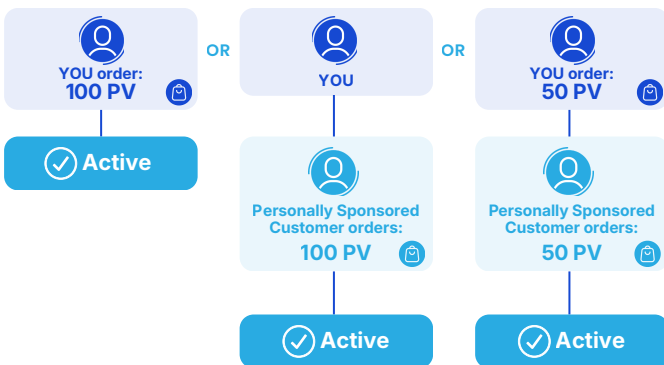 YOU order:
100 PV
Active
OR
YOU
Personally Sponsored
Customer orders:
100 PV
Active
OR
YOU order:
50 PV
Personally Sponsored
Customer orders:
50 PV
Active